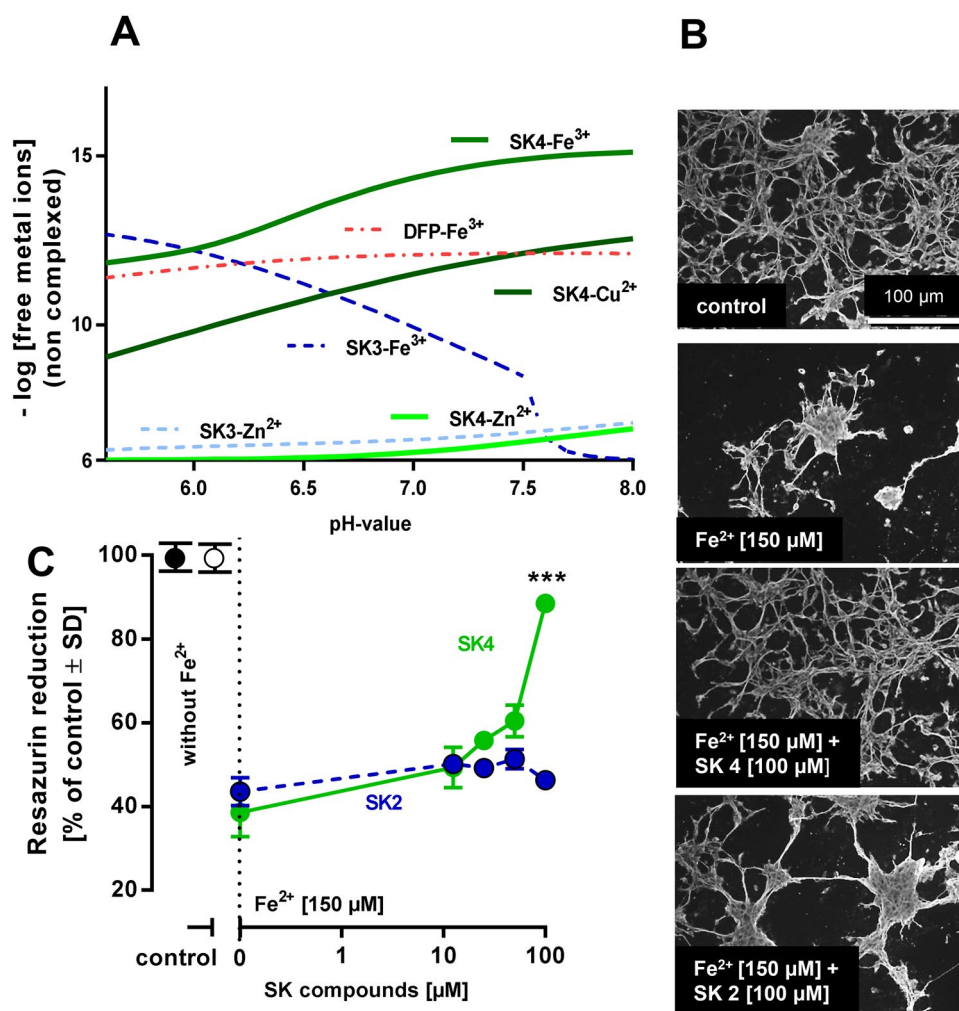 A
- log [free metal ions]
(non complexed)
15
10
6
SK4-Fe³⁺
DFP-Fe³⁺
SK4-Cu²⁺
SK3-Fe³⁺
SK3-Zn²⁺
SK4-Zn²⁺
6.0 6.5 7.0 7.5 8.0
pH-value
B
control
100 µm
Fe²⁺ [150 µM]
Fe²⁺ [150 µM] +
SK 4 [100 µM]
Fe²⁺ [150 µM] +
SK 2 [100 µM]
C
Resazurin reduction
[% of control ± SD]
100
80
60
40
20
without Fe²⁺
***
SK4
SK2
Fe²⁺ [150 µM]
control 0 1 10 100
SK compounds [µM]